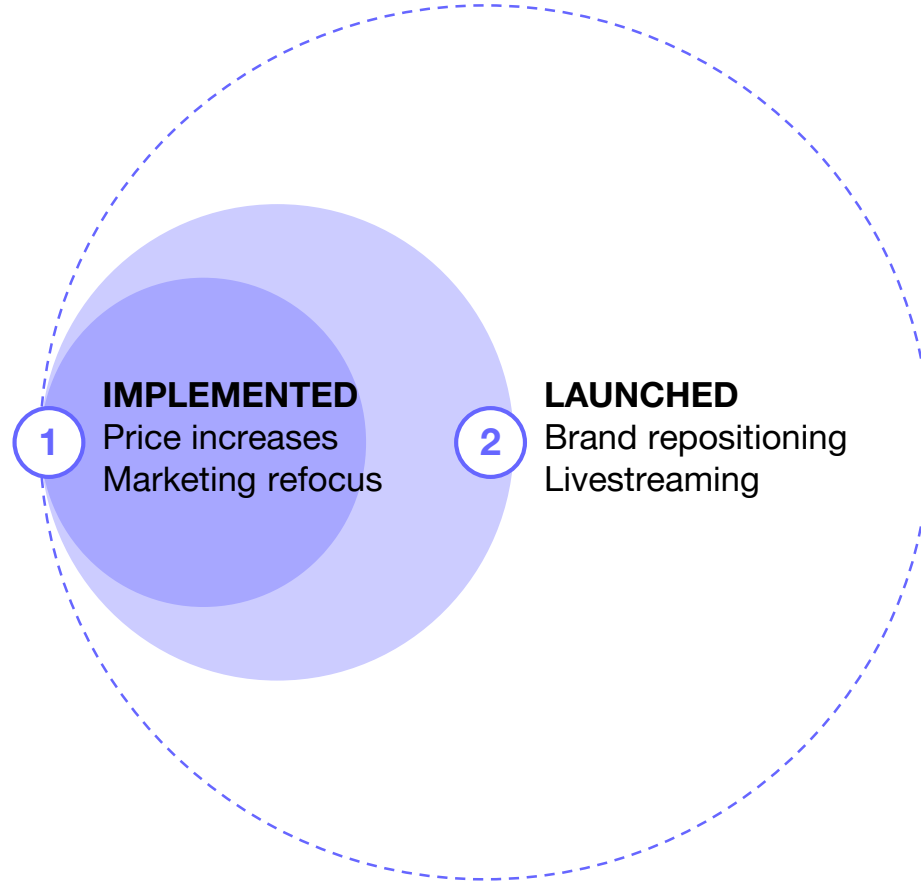 1
IMPLEMENTED
Price increases
Marketing refocus
2
LAUNCHED
Brand repositioning
Livestreaming